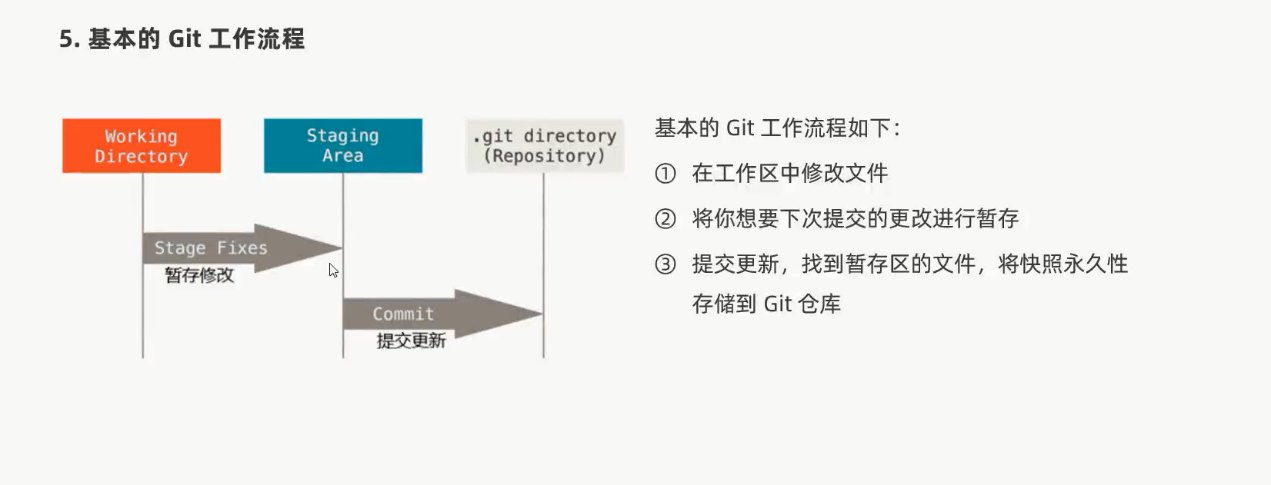 5. 基本的 Git 工作流程
Working
Directory
Staging
Area
.git directory
(Repository)
Stage Fixes
暂存修改
Commit
提交更新
基本的 Git 工作流程如下：
① 在工作区中修改文件
② 将你想要下次提交的更改进行暂存
③ 提交更新，找到暂存区的文件，将快照永久性
存储到 Git 仓库